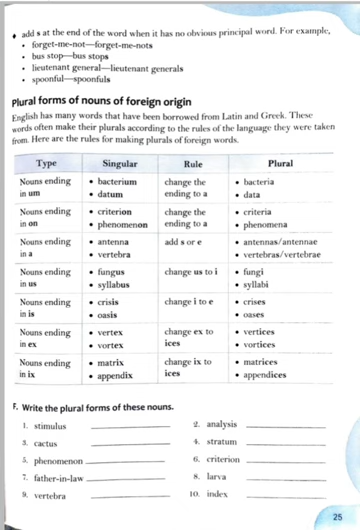 ♦ add s at the end of the word when it has no obvious principal word. For example,
• forget-me-not—forget-me-nots
• bus stop—bus stops
• lieutenant general—lieutenant generals
• spoonful—spoonfuls
Plural forms of nouns of foreign origin
English has many words that have been borrowed from Latin and Greek. These
words often make their plurals according to the rules of the language they were taken
from. Here are the rules for making plurals of foreign words.
Type Singular Rule Plural
Nouns ending • bacterium change the • bacteria
in um • datum ending to a • data
Nouns ending • criterion change the • criteria
in on • phenomenon ending to a • phenomena
Nouns ending • antenna add s or e • antennas/antennae
in a • vertebra • vertebras/vertebrae
Nouns ending • fungus change us to i • fungi
in us • syllabus • syllabi
Nouns ending • crisis change i to e • crises
in is • oasis • oases
Nouns ending • vertex change ex to • vertices
in ex • vortex ices • vortices
Nouns ending • matrix change ix to • matrices
in ix • appendix ices • appendices
F. Write the plural forms of these nouns.
1. stimulus 2. analysis
3. cactus 4. stratum
5. phenomenon 6. criterion
7. father-in-law 8. larva
9. vertebra 10. index
25